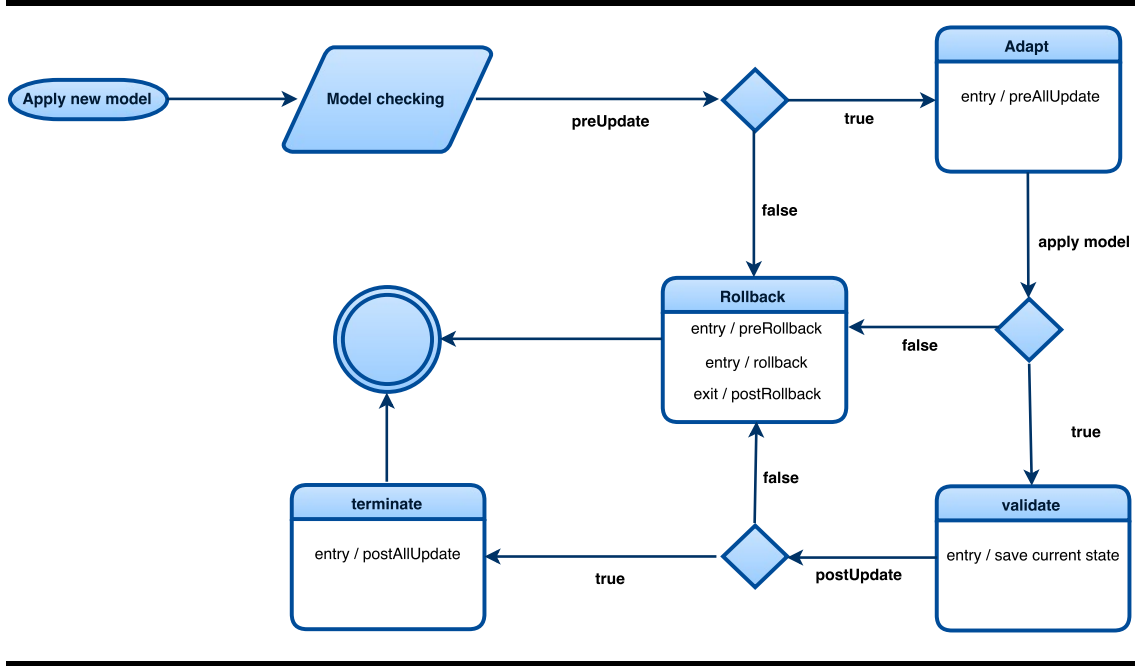 Apply new model
Model checking
preUpdate
true
Adapt
entry / preAllUpdate
false
apply model
Rollback
entry / preRollback
entry / rollback
exit / postRollback
false
true
false
terminate
entry / postAllUpdate
true
postUpdate
validate
entry / save current state